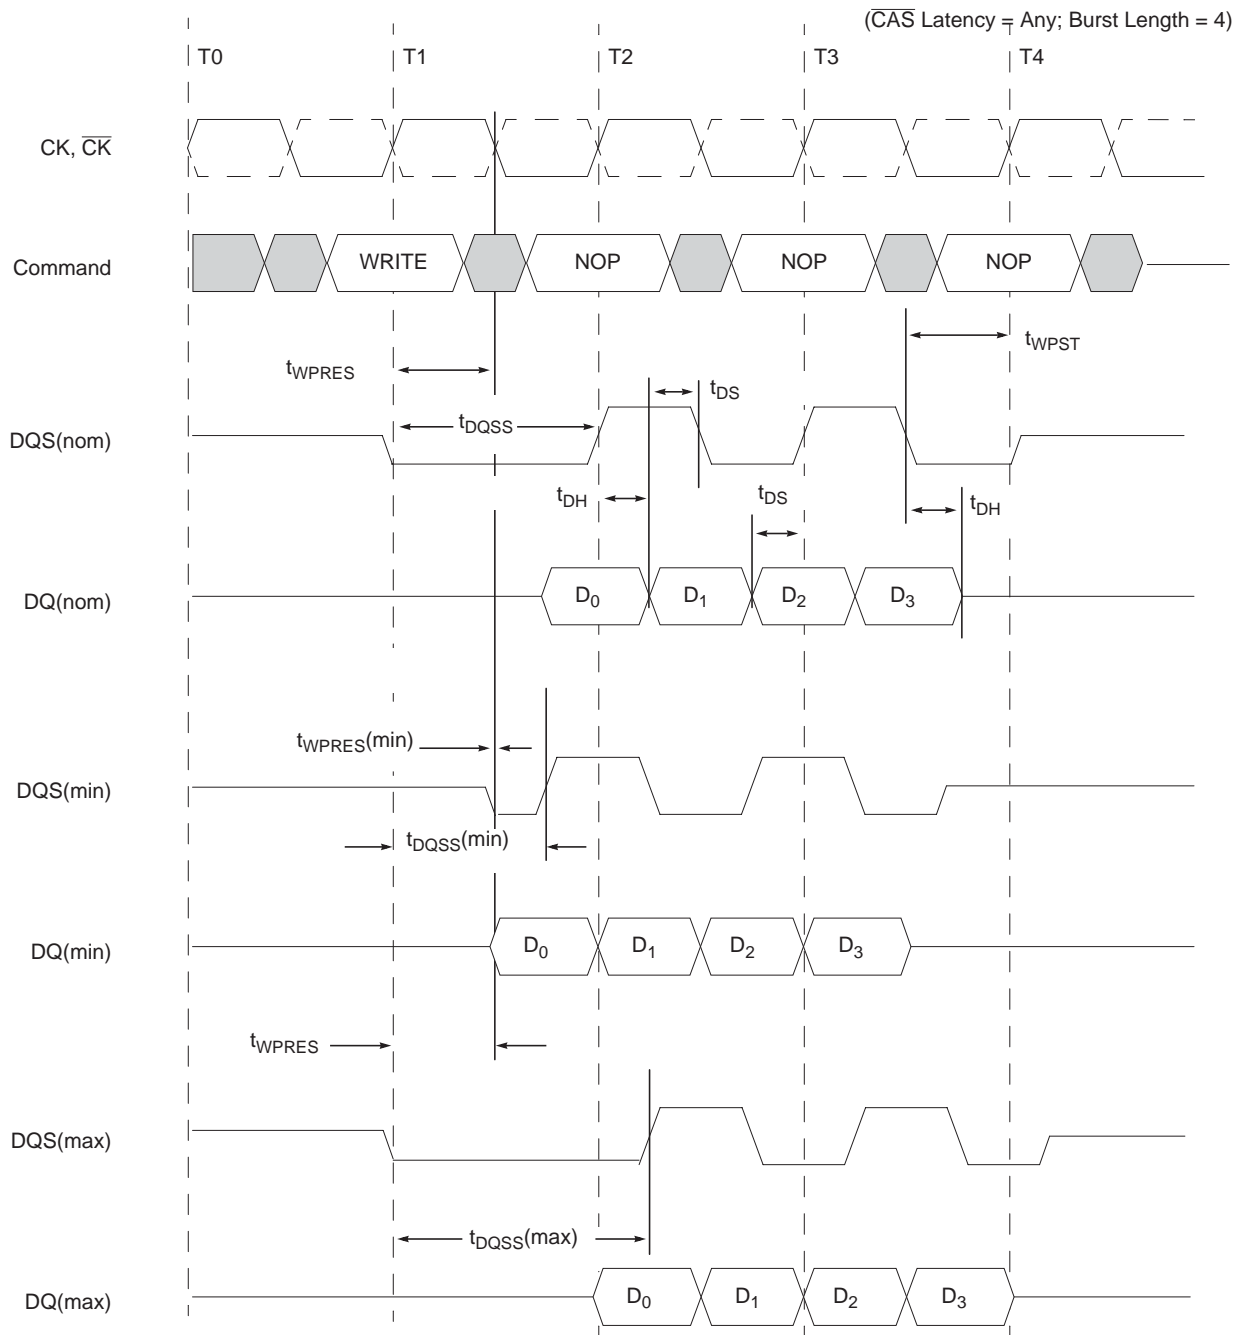 (C̅A̅S̅ Latency = Any; Burst Length = 4)
T0 T1 T2 T3 T4
CK, C̅K̅
Command WRITE NOP NOP NOP
tWPST
tWPRES tDS
DQS(nom) tDQSS
tDH tDS tDH
DQ(nom) D0 D1 D2 D3
tWPRES(min)
DQS(min)
tDQSS(min)
DQ(min) D0 D1 D2 D3
tWPRES
DQS(max)
tDQSS(max)
DQ(max) D0 D1 D2 D3